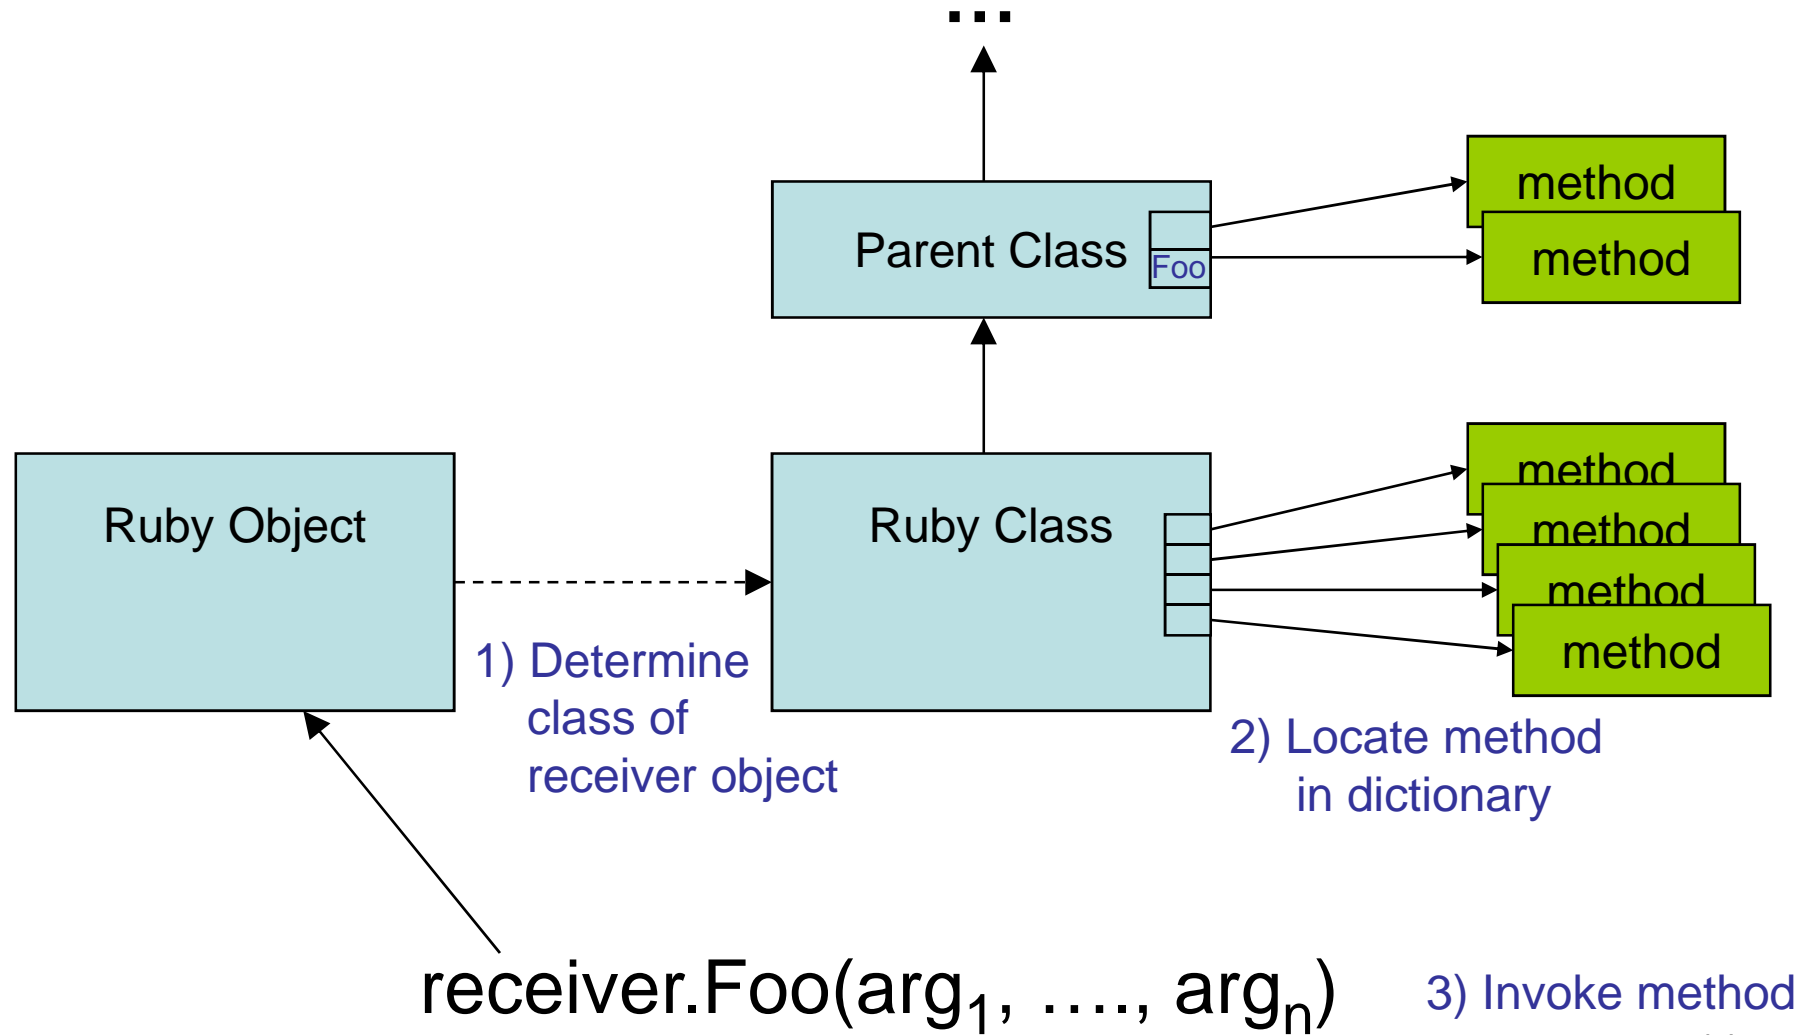 ...
method
method
Parent Class
Foo
method
method
method
method
Ruby Object
Ruby Class
1) Determine
class of
receiver object
2) Locate method
in dictionary
receiver.Foo(arg1, …., argn)
3) Invoke method